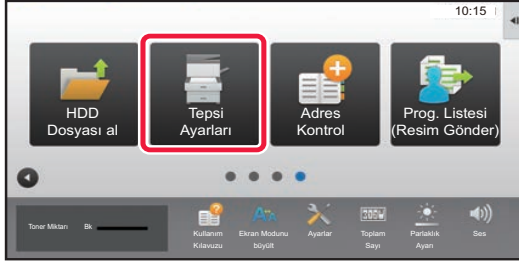 10:15
HDD
Dosyası al
Tepsi
Ayarları
Adres
Kontrol
Prog. Listesi
(Resim Gönder)
Toner Miktarı Bk
Kullanım
Kılavuzu
Ekran Modunu
büyült
Ayarlar
Toplam
Sayı
Parlaklık
Ayarı
Ses